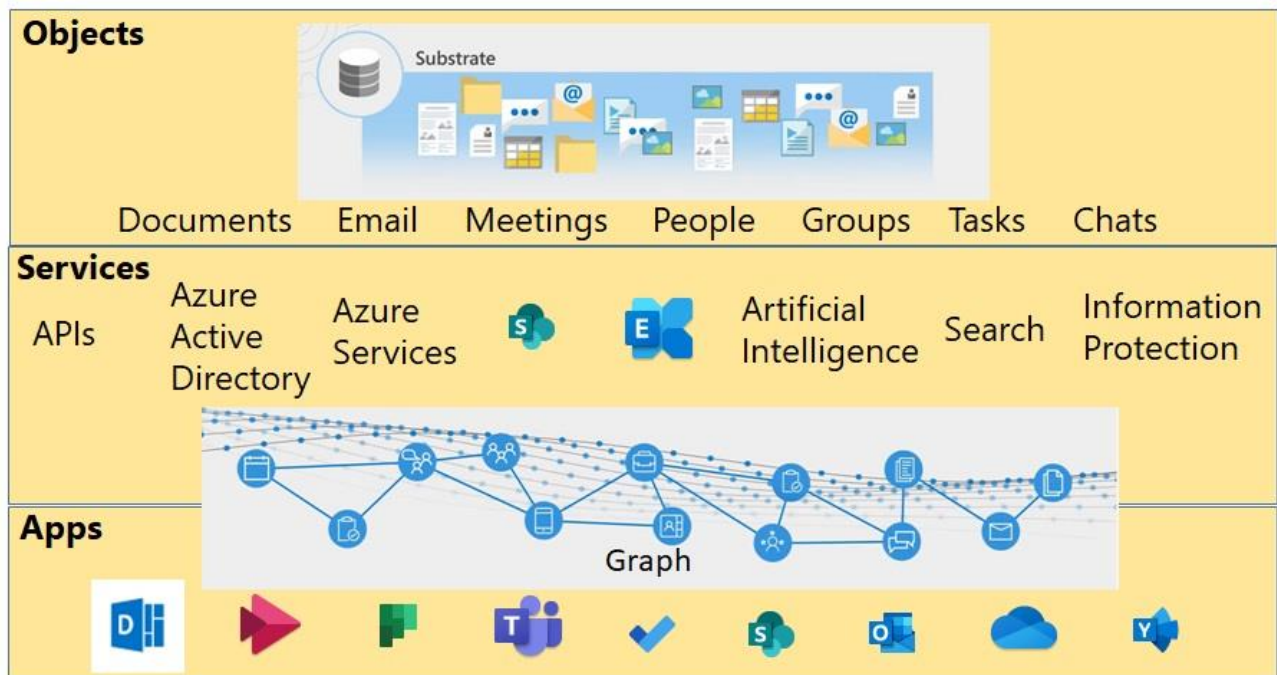 Objects
Substrate
@
@
Documents Email Meetings People Groups Tasks Chats
Services
APIs
Azure
Active
Directory
Azure
Services
S
E
Artificial
Intelligence
Search
Information
Protection
Graph
Apps
D
T
S
O
Y